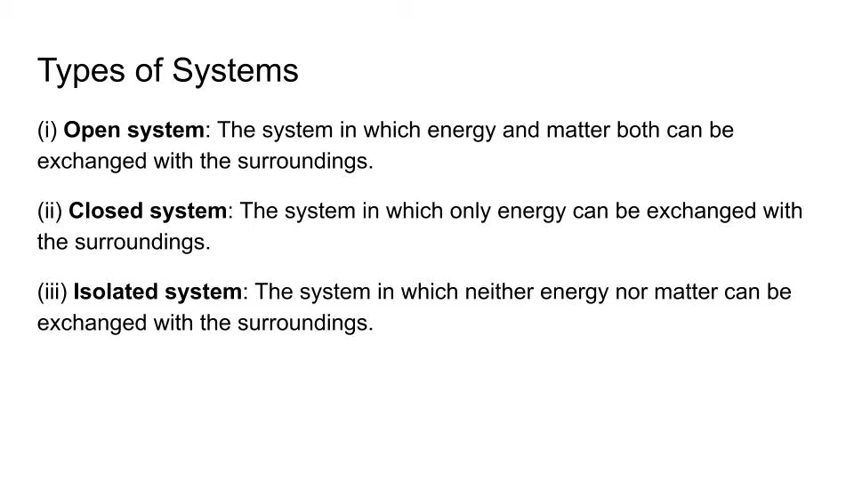 Types of Systems
(i) Open system: The system in which energy and matter both can be
exchanged with the surroundings.
(ii) Closed system: The system in which only energy can be exchanged with
the surroundings.
(iii) Isolated system: The system in which neither energy nor matter can be
exchanged with the surroundings.